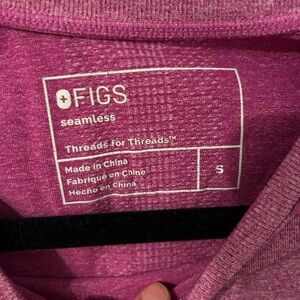 FIGS
seamless
Threads for Threads™
Made in China
Fabriqué en Chine
Hecho en China
S